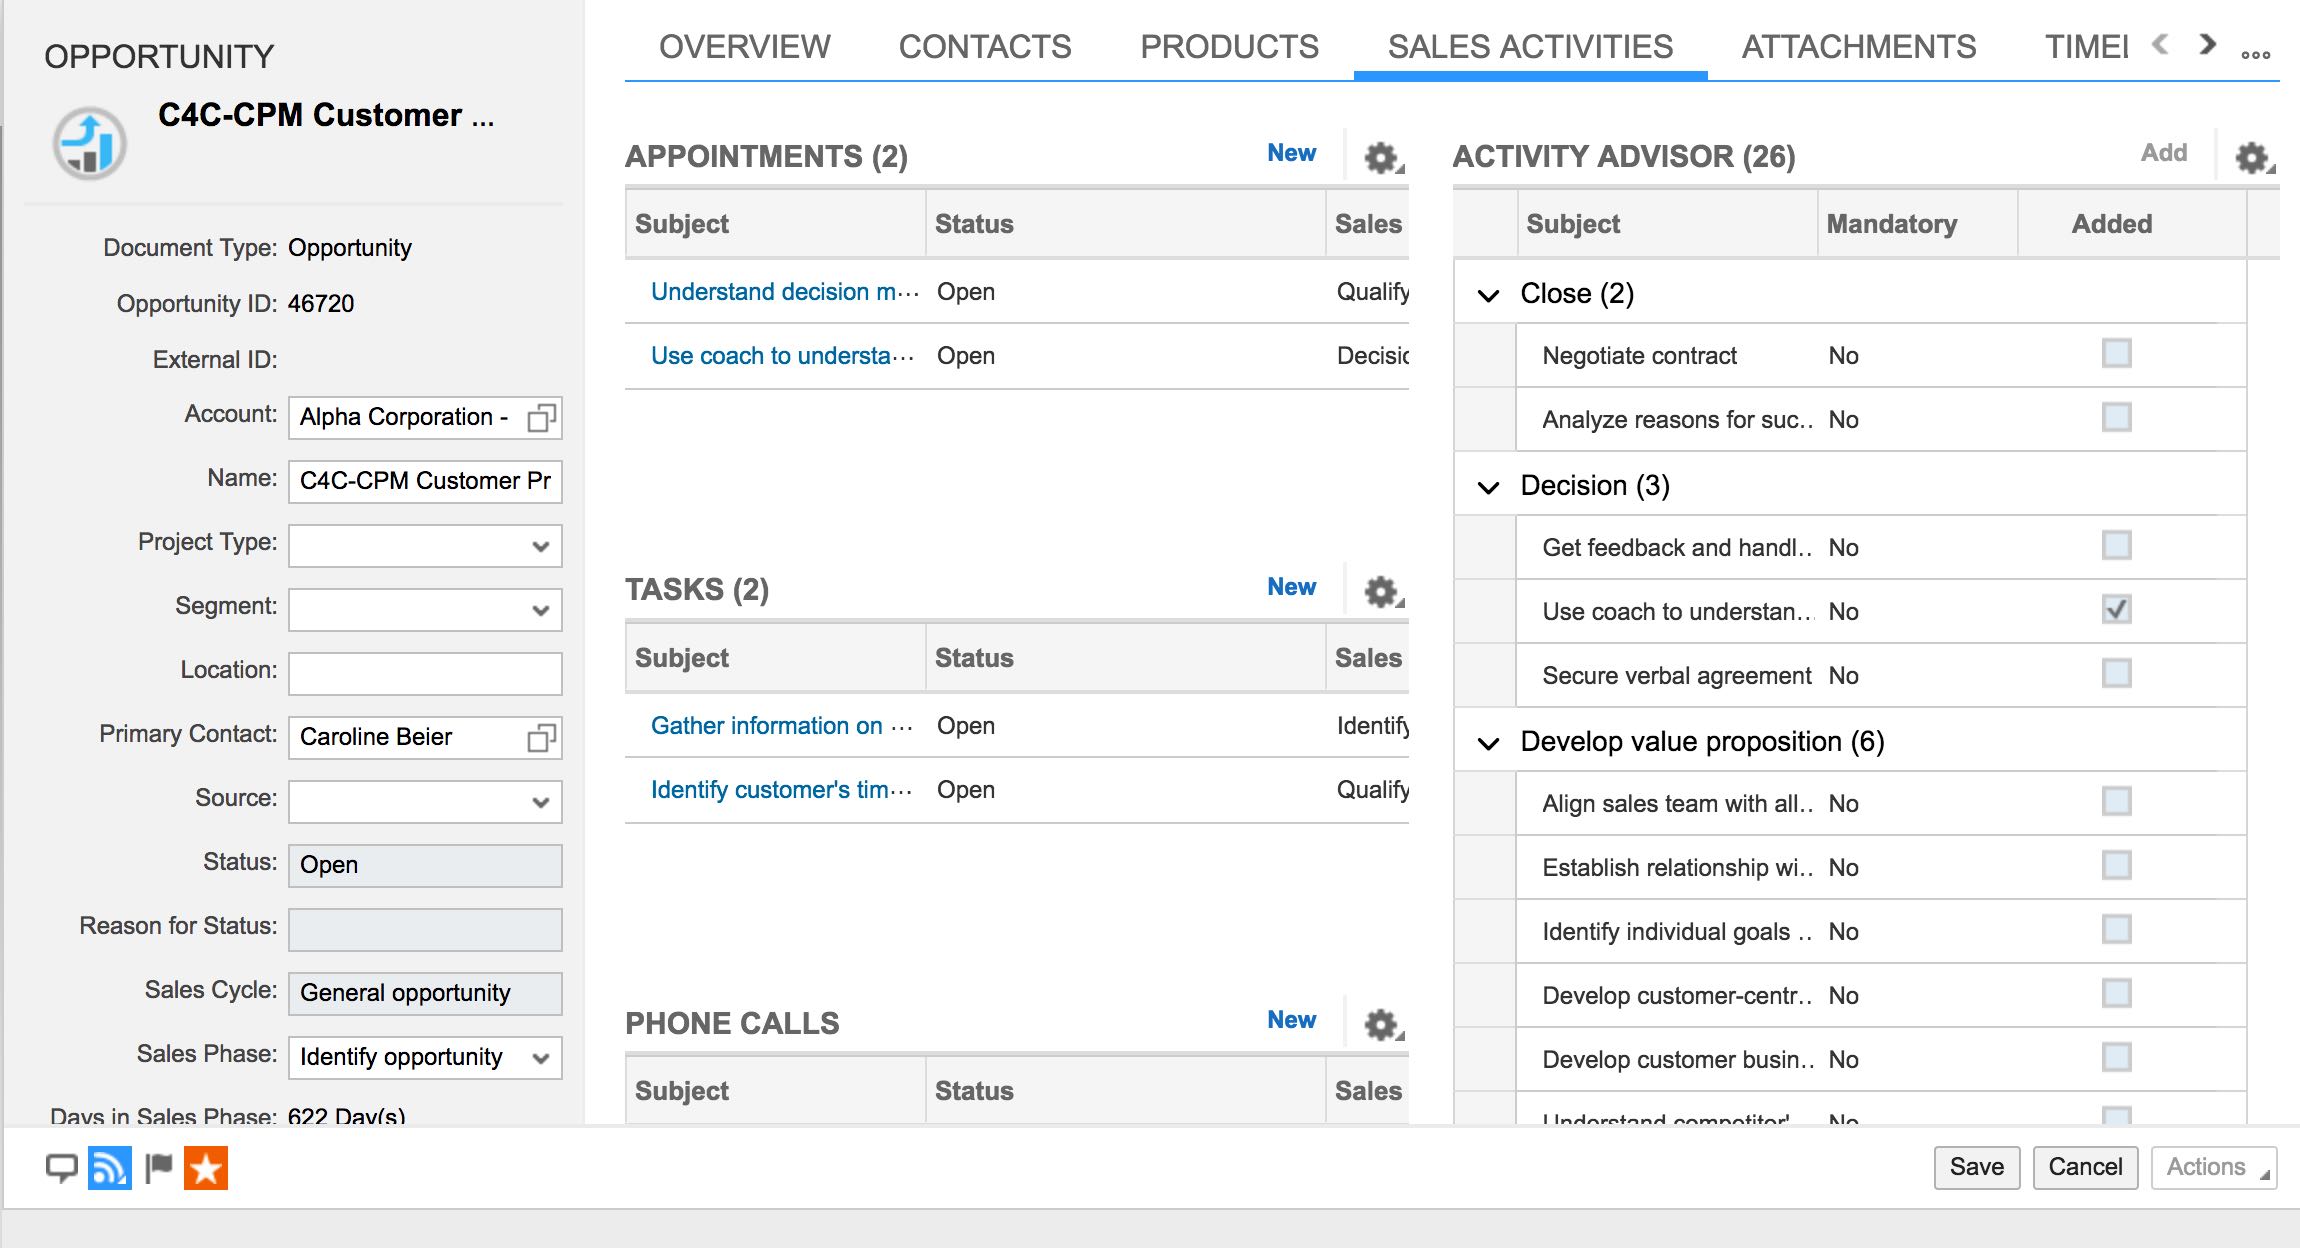 OPPORTUNITY
C4C-CPM Customer ...
Document Type: Opportunity
Opportunity ID: 46720
External ID:
Account: Alpha Corporation -
Name: C4C-CPM Customer Pr
Project Type:
Segment:
Location:
Primary Contact: Caroline Beier
Source:
Status: Open
Reason for Status:
Sales Cycle: General opportunity
Sales Phase: Identify opportunity
Days in Sales Phase: 622 Day(s)
OVERVIEW CONTACTS PRODUCTS SALES ACTIVITIES ATTACHMENTS TIMEI
APPOINTMENTS (2) New
Subject Status Sales
Understand decision m... Open Qualify
Use coach to understa... Open Decisic
TASKS (2) New
Subject Status Sales
Gather information on ... Open Identify
Identify customer's tim... Open Qualify
PHONE CALLS New
Subject Status Sales
ACTIVITY ADVISOR (26) Add
Subject Mandatory Added
Close (2)
Negotiate contract No
Analyze reasons for suc.. No
Decision (3)
Get feedback and handl.. No
Use coach to understan.. No
Secure verbal agreement No
Develop value proposition (6)
Align sales team with all.. No
Establish relationship wi.. No
Identify individual goals .. No
Develop customer-centr.. No
Develop customer busin.. No
Understand competitor' No
Save Cancel Actions